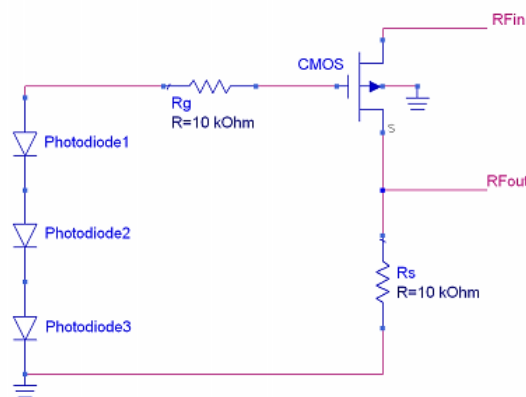 RFin
CMOS
Rg
R=10 kOhm
Photodiode1
S
RFout
Photodiode2
Rs
R=10 kOhm
Photodiode3